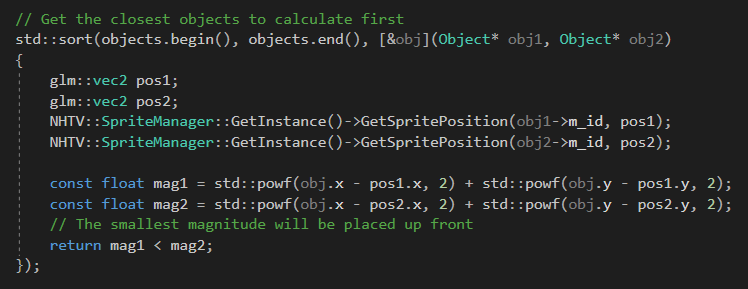 // Get the closest objects to calculate first
std::sort(objects.begin(), objects.end(), [&obj](Object* obj1, Object* obj2)
{
    glm::vec2 pos1;
    glm::vec2 pos2;
    NHTV::SpriteManager::GetInstance()->GetSpritePosition(obj1->m_id, pos1);
    NHTV::SpriteManager::GetInstance()->GetSpritePosition(obj2->m_id, pos2);

    const float mag1 = std::powf(obj.x - pos1.x, 2) + std::powf(obj.y - pos1.y, 2);
    const float mag2 = std::powf(obj.x - pos2.x, 2) + std::powf(obj.y - pos2.y, 2);
    // The smallest magnitude will be placed up front
    return mag1 < mag2;
});